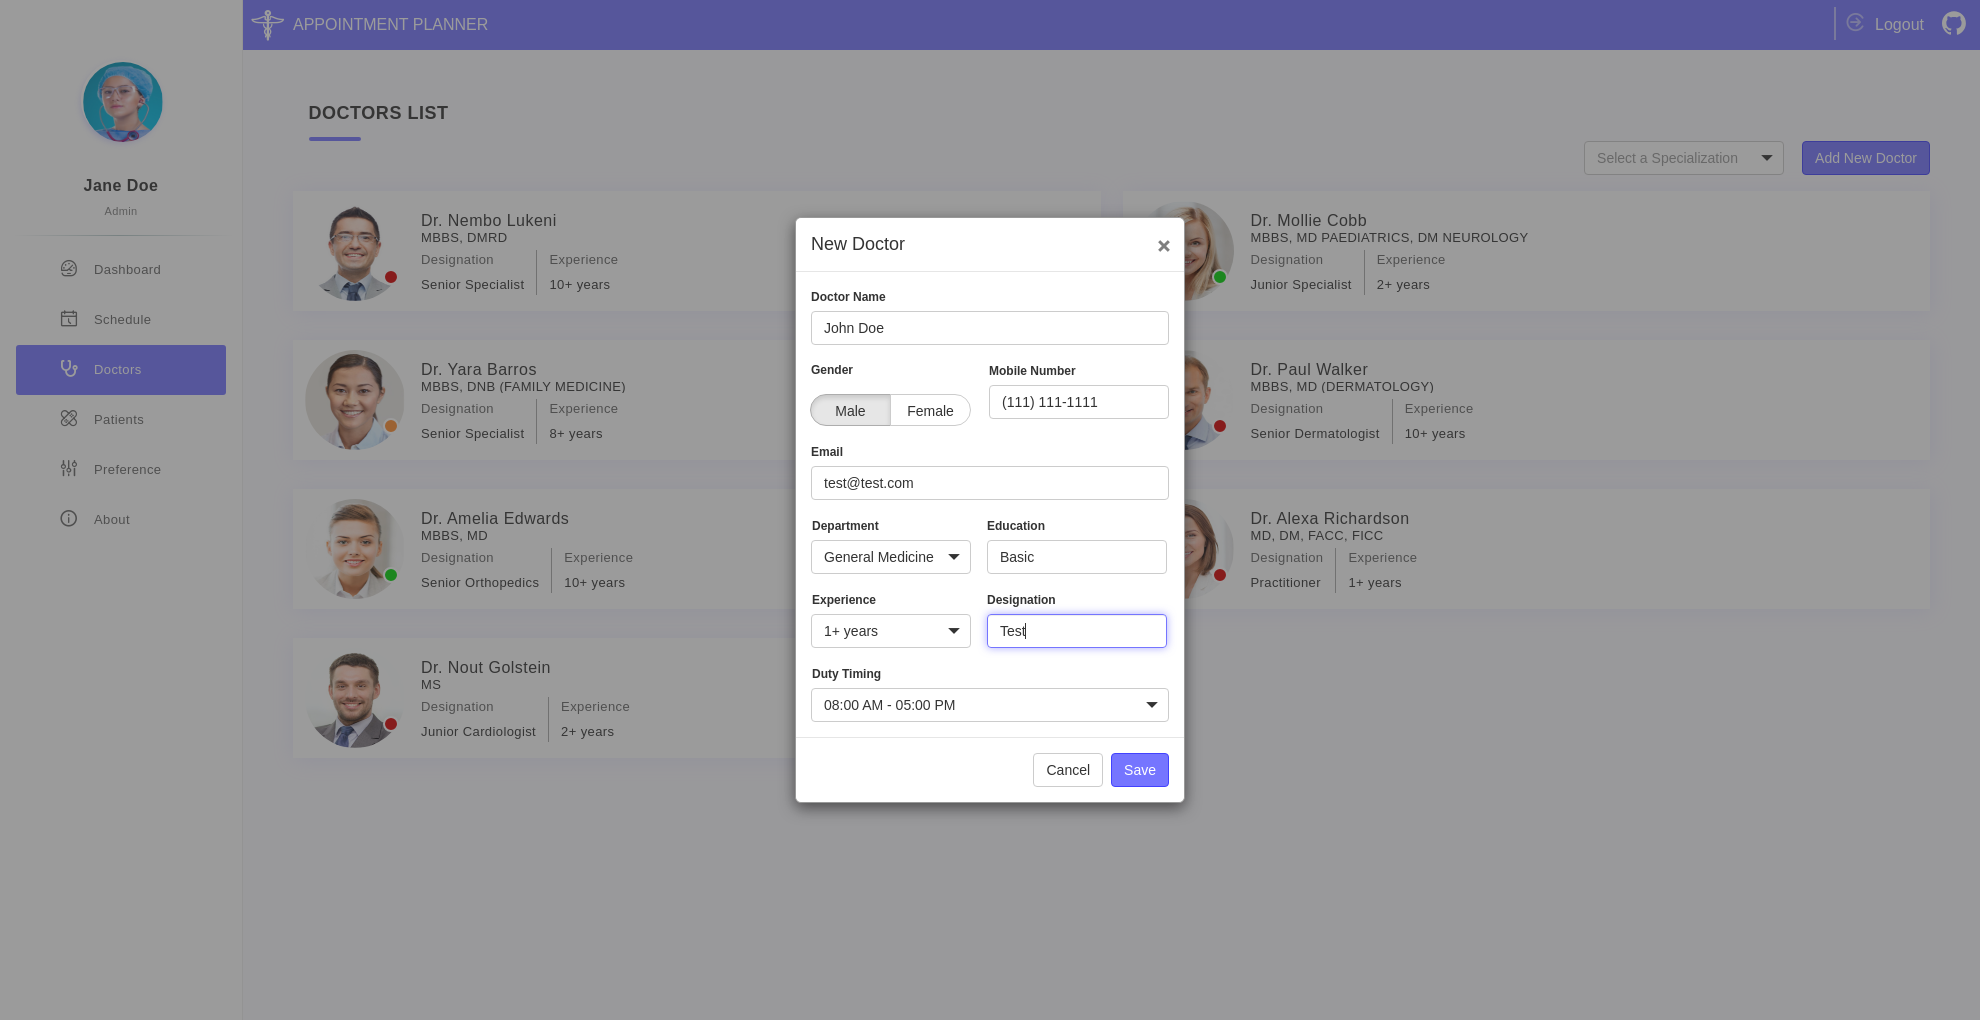 APPOINTMENT PLANNER
Logout
Jane Doe
Admin
Dashboard
Schedule
Doctors
Patients
Preference
About
DOCTORS LIST
Select a Specialization
Add New Doctor
Dr. Nembo Lukeni
MBBS, DMRD
Designation Experience
Senior Specialist 10+ years
Dr. Mollie Cobb
MBBS, MD PAEDIATRICS, DM NEUROLOGY
Designation Experience
Junior Specialist 2+ years
Dr. Yara Barros
MBBS, DNB (FAMILY MEDICINE)
Designation Experience
Senior Specialist 8+ years
Dr. Paul Walker
MBBS, MD (DERMATOLOGY)
Designation Experience
Senior Dermatologist 10+ years
Dr. Amelia Edwards
MBBS, MD
Designation Experience
Senior Orthopedics 10+ years
Dr. Alexa Richardson
MD, DM, FACC, FICC
Designation Experience
Practitioner 1+ years
Dr. Nout Golstein
MS
Designation Experience
Junior Cardiologist 2+ years
New Doctor
Doctor Name
John Doe
Gender Mobile Number
Male Female (111) 111-1111
Email
test@test.com
Department Education
General Medicine Basic
Experience Designation
1+ years Test
Duty Timing
08:00 AM - 05:00 PM
Cancel Save